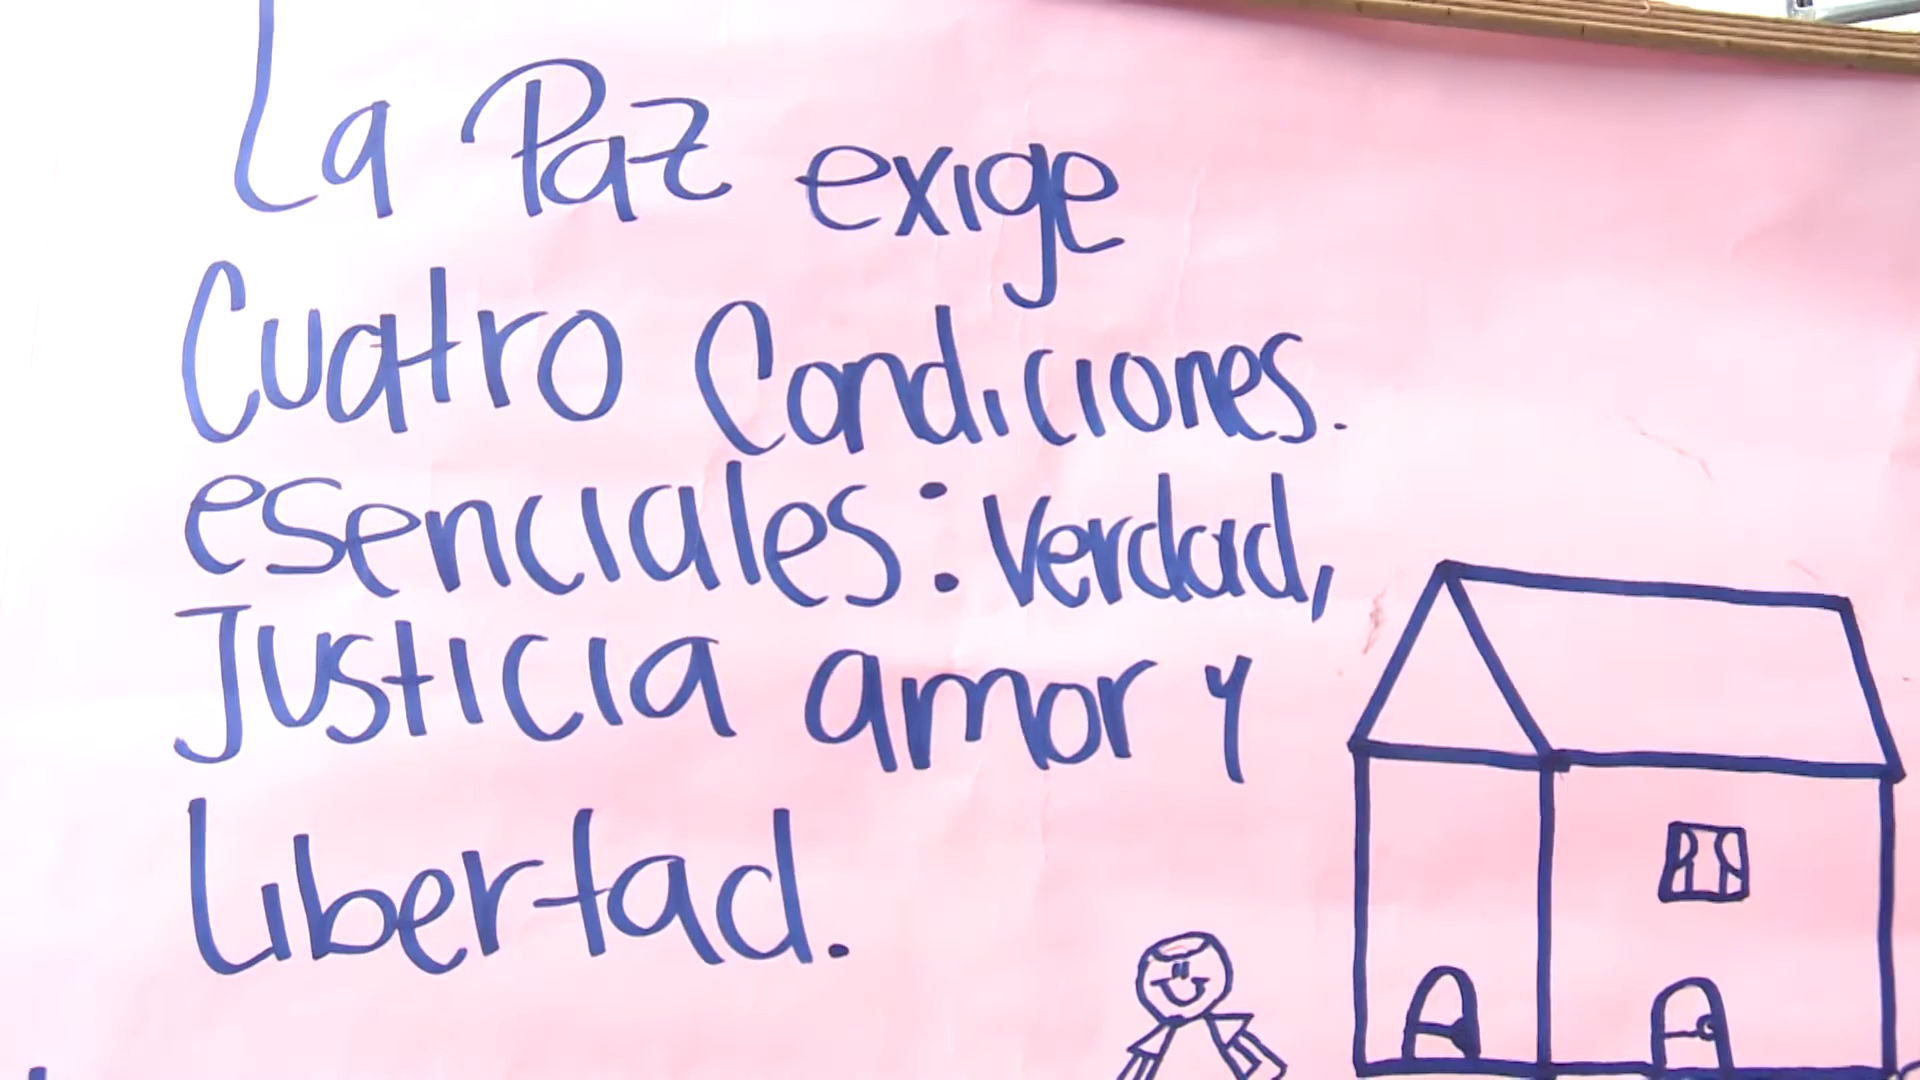 La Paz exige
Cuatro Condiciones.
esenciales: verdad,
Justicia amor y
Libertad.